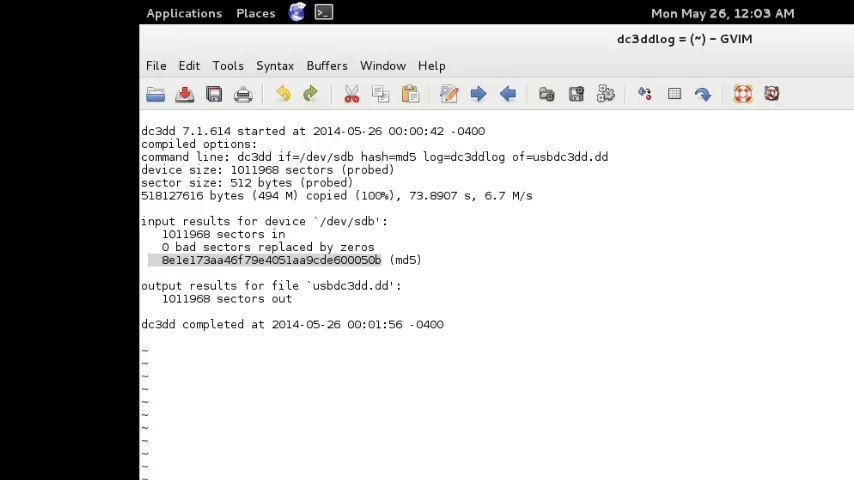 Applications Places Mon May 26, 12:03 AM
dc3ddlog = (~) - GVIM
File Edit Tools Syntax Buffers Window Help
dc3dd 7.1.614 started at 2014-05-26 00:00:42 -0400
compiled options:
command line: dc3dd if=/dev/sdb hash=md5 log=dc3ddlog of=usbdc3dd.dd
device size: 1011968 sectors (probed)
sector size: 512 bytes (probed)
518127616 bytes (494 M) copied (100%), 73.8907 s, 6.7 M/s
input results for device `/dev/sdb':
1011968 sectors in
0 bad sectors replaced by zeros
8e1e173aa46f79e4051aa9cde600050b (md5)
output results for file `usbdc3dd.dd':
1011968 sectors out
dc3dd completed at 2014-05-26 00:01:56 -0400
~
~
~
~
~
~
~
~
~
~
~